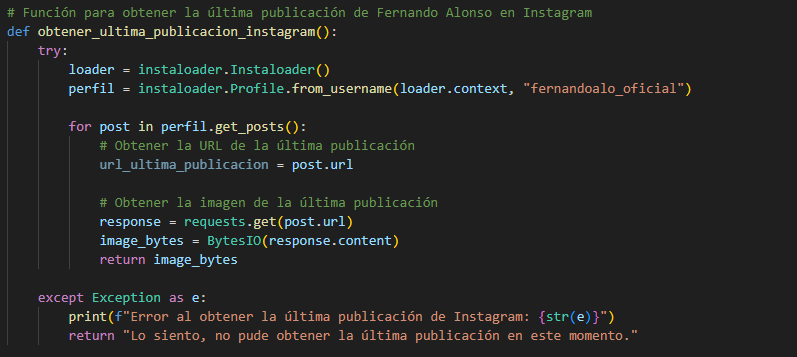 # Función para obtener la última publicación de Fernando Alonso en Instagram
def obtener_ultima_publicacion_instagram():
    try:
        loader = instaloader.Instaloader()
        perfil = instaloader.Profile.from_username(loader.context, "fernandoalo_oficial")

        for post in perfil.get_posts():
            # Obtener la URL de la última publicación
            url_ultima_publicacion = post.url

            # Obtener la imagen de la última publicación
            response = requests.get(post.url)
            image_bytes = BytesIO(response.content)
            return image_bytes

    except Exception as e:
        print(f"Error al obtener la última publicación de Instagram: {str(e)}")
        return "Lo siento, no pude obtener la última publicación en este momento."